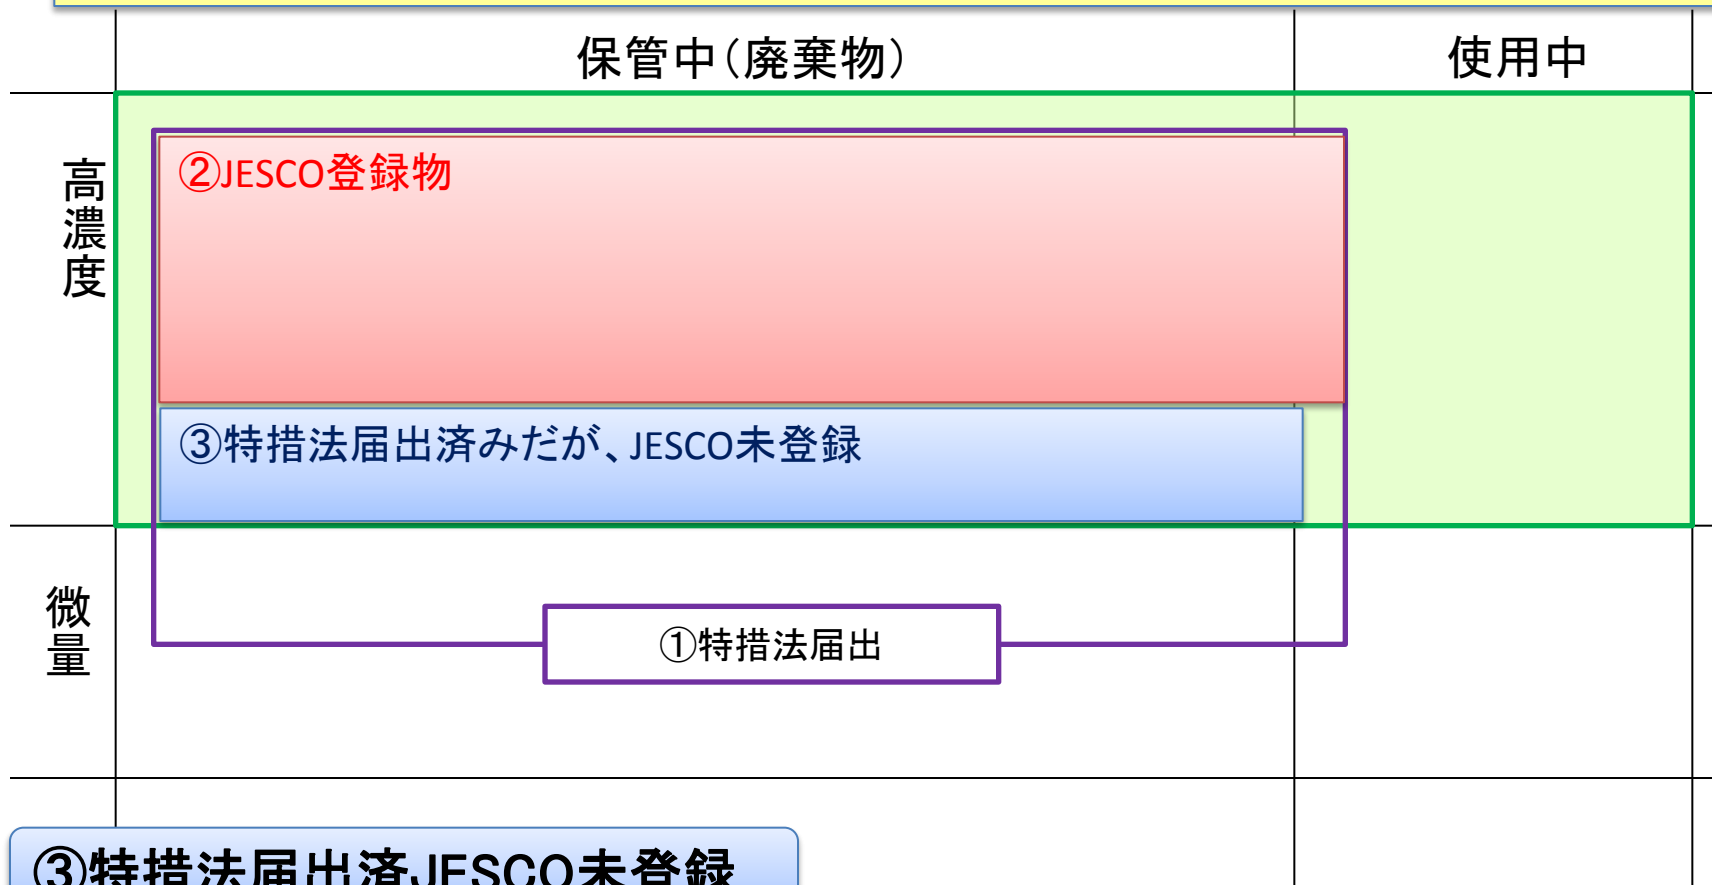 保管中(廃棄物)
使用中
高濃度
②JESCO登録物
③特措法届出済みだが、JESCO未登録
微量
①特措法届出
③特措法届出済JESCO未登録